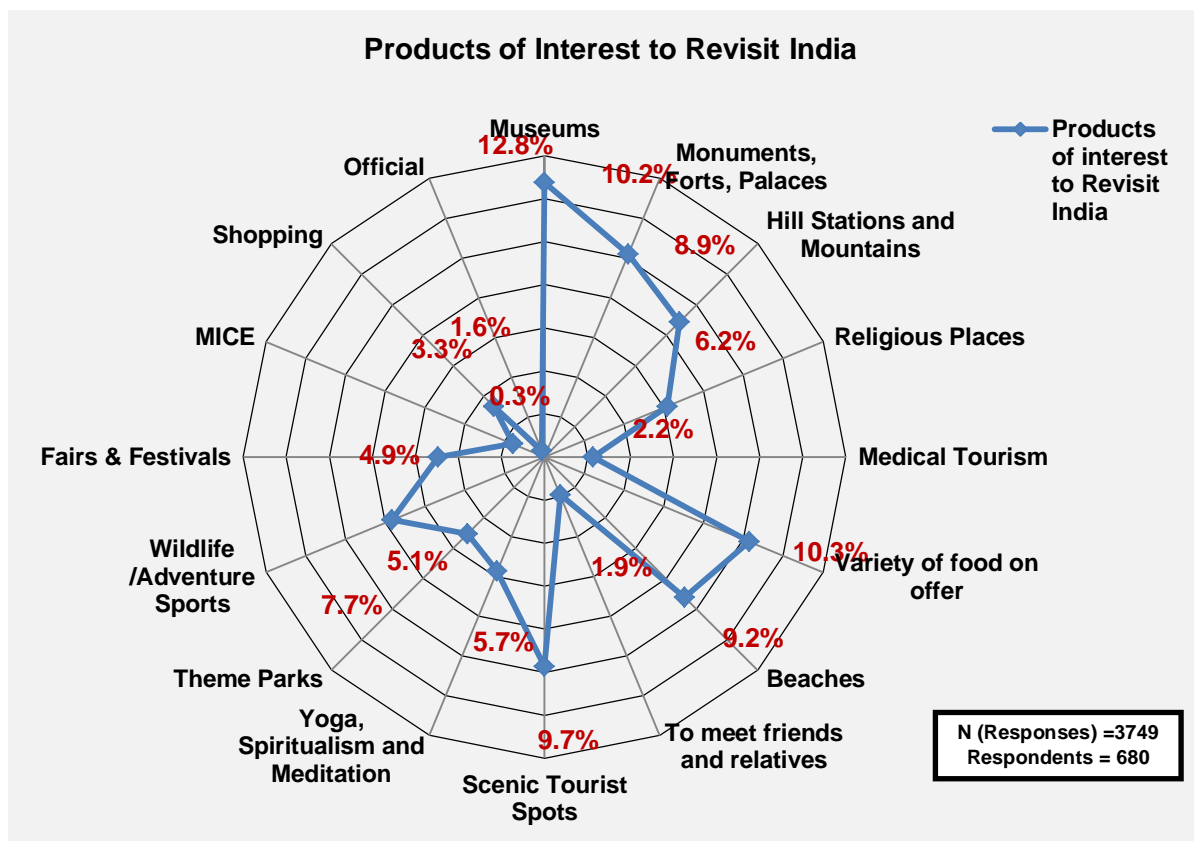 Products of Interest to Revisit India
Museums
12.8%
Official
Monuments,
Forts, Palaces
10.2%
Products
of interest
to Revisit
India
Shopping
Hill Stations and
Mountains
8.9%
MICE
1.6%
3.3%
6.2%
Religious Places
0.3%
2.2%
Fairs & Festivals
4.9%
Medical Tourism
Wildlife
/Adventure
Sports
5.1%
1.9%
10.3%
Variety of food on
offer
7.7%
5.7%
9.2%
Theme Parks
Beaches
Yoga,
Spiritualism and
Meditation
9.7%
To meet friends
and relatives
Scenic Tourist
Spots
N (Responses) =3749
Respondents = 680